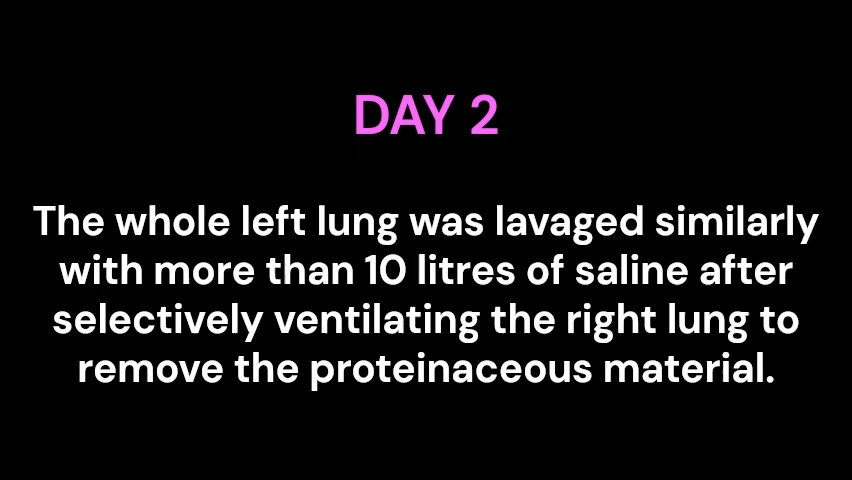 DAY 2
The whole left lung was lavaged similarly
with more than 10 litres of saline after
selectively ventilating the right lung to
remove the proteinaceous material.